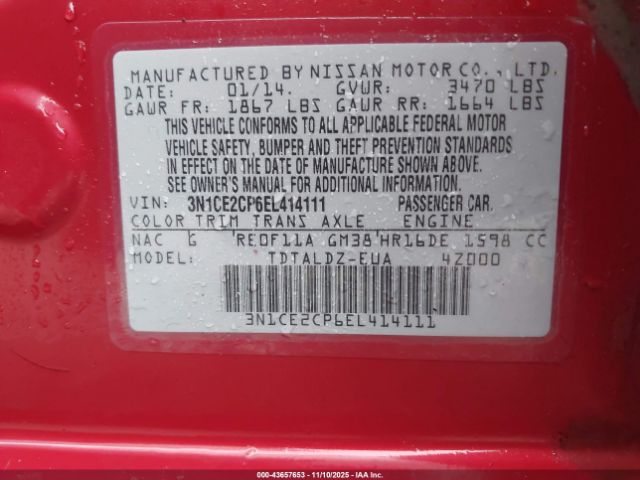 MANUFACTURED BY NISSAN MOTOR CO., LTD.
DATE: 01/14. GVWR: 3470 LBS
GAWR FR: 1867 LBS GAWR RR: 1664 LBS
THIS VEHICLE CONFORMS TO ALL APPLICABLE FEDERAL MOTOR
VEHICLE SAFETY, BUMPER AND THEFT PREVENTION STANDARDS
IN EFFECT ON THE DATE OF MANUFACTURE SHOWN ABOVE.
SEE OWNER'S MANUAL FOR ADDITIONAL INFORMATION.
VIN: 3N1CE2CP6EL414111 PASSENGER CAR.
COLOR TRIM TRANS AXLE ENGINE
NAC G 'RE0F11A GM38'HR16DE 1598 CC
MODEL: TDTALDZ-EUA 4Z000
3N1CE2CP6EL414111
000-43657653 - 11/10/2025 - IAAI.COM